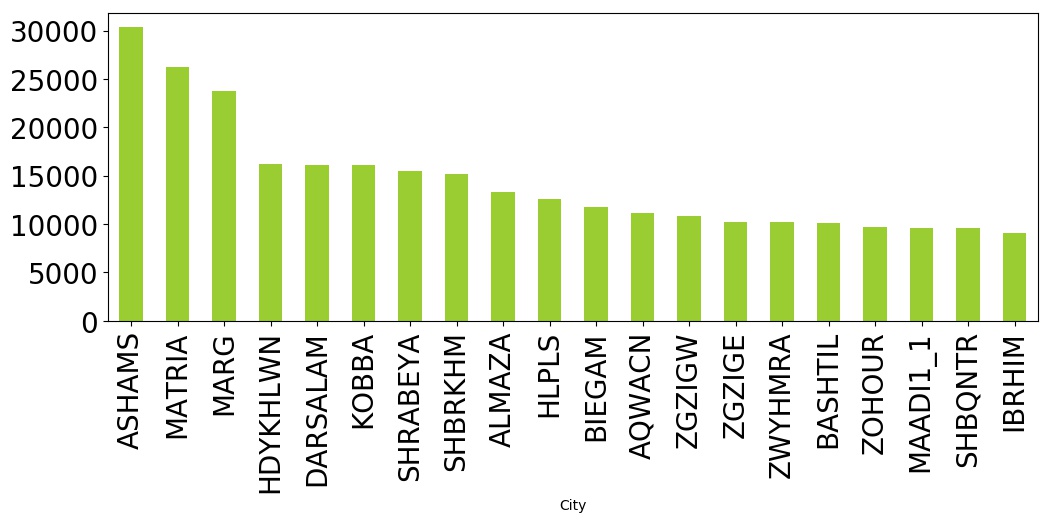 30000
25000
20000
15000
10000
5000
0
ASHAMS
MATRIA
MARG
HDYKHLWN
DARSALAM
KOBBA
SHRABEYA
SHBRKHM
ALMAZA
HLPLS
BIEGAM
AQWACN
ZGZIGW
ZGZIGE
ZWYHMRA
BASHTIL
ZOHOUR
MAADI1_1
SHBQNTR
IBRHIM
City